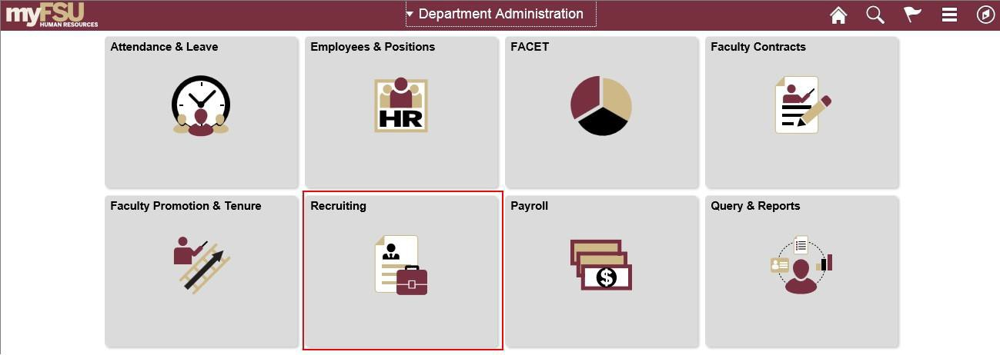 myFSU
HUMAN RESOURCES
Department Administration
Attendance & Leave
Employees & Positions
HR
FACET
Faculty Contracts
Faculty Promotion & Tenure
Recruiting
Payroll
$
Query & Reports